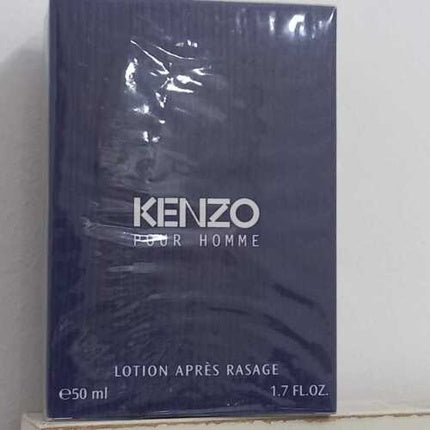 KENZO
POUR HOMME
LOTION APRÈS RASAGE
℮50 ml 1.7 FL.OZ.